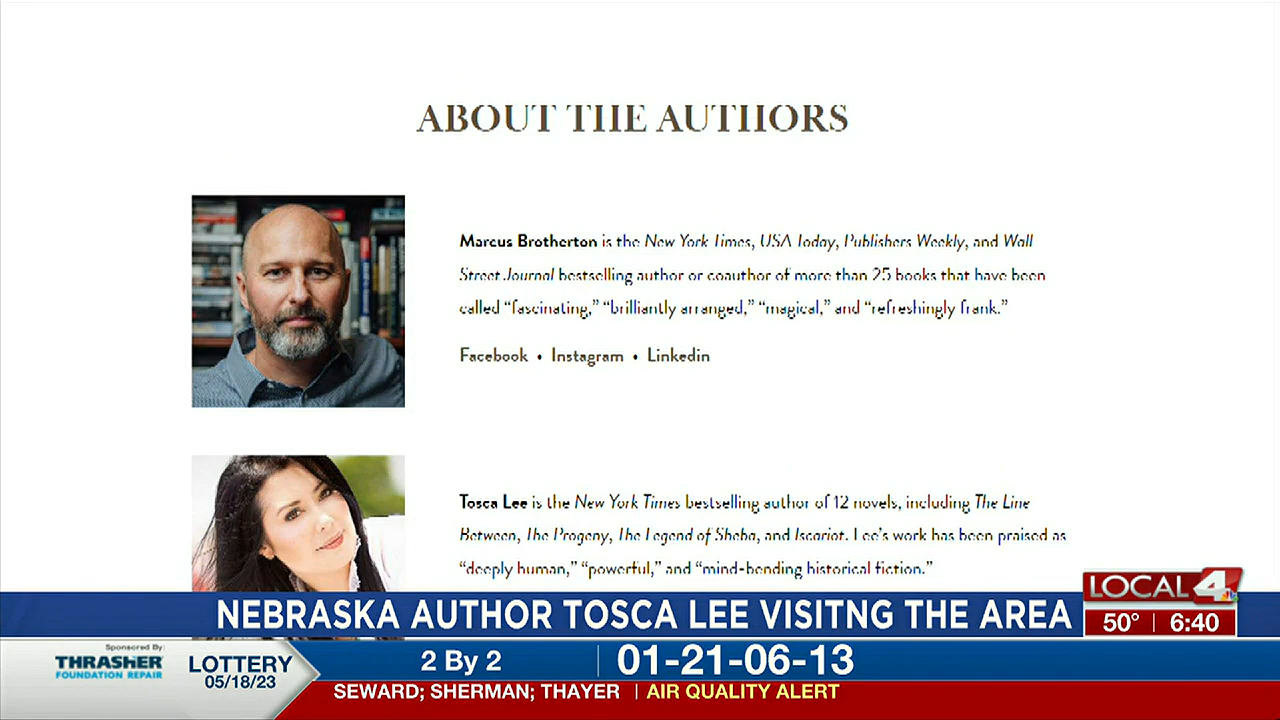 ABOUT THE AUTHORS
Marcus Brotherton is the New York Times, USA Today, Publishers Weekly, and Wall
Street Journal bestselling author or coauthor of more than 25 books that have been
called “fascinating,” “brilliantly arranged,” “magical,” and “refreshingly frank.”
Facebook • Instagram • Linkedin
Tosca Lee is the New York Times bestselling author of 12 novels, including The Line
Between, The Progeny, The Legend of Sheba, and Iscariot. Lee’s work has been praised as
“deeply human,” “powerful,” and “mind-bending historical fiction.”
NEBRASKA AUTHOR TOSCA LEE VISITNG THE AREA
LOCAL 4
50° | 6:40
Sponsored By:
THRASHER
FOUNDATION REPAIR
LOTTERY
05/18/23
2 By 2
01-21-06-13
SEWARD; SHERMAN; THAYER | AIR QUALITY ALERT